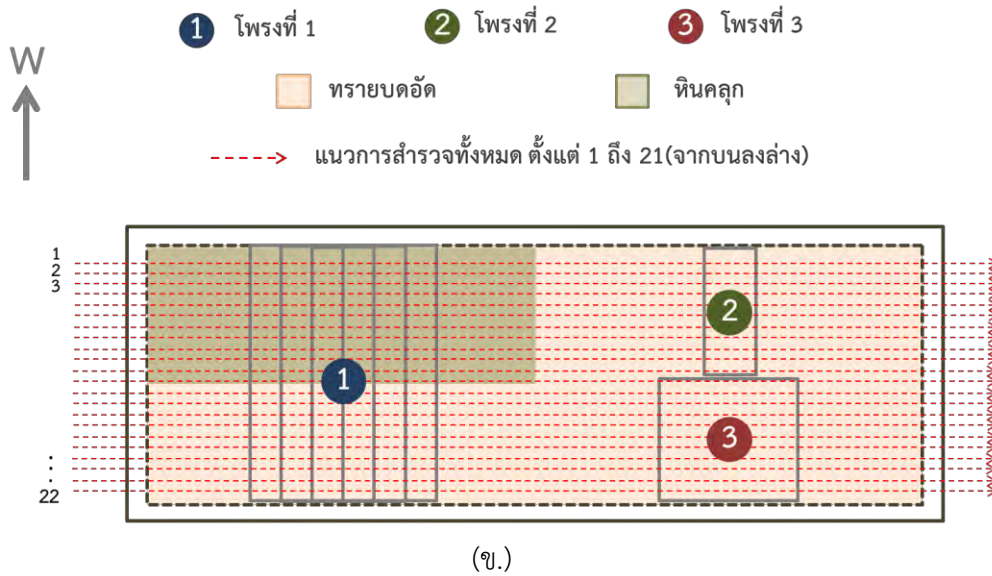 1 โพรงที่ 1 2 โพรงที่ 2 3 โพรงที่ 3
W
ทรายบดอัด หินคลุก
แนวการสำรวจทั้งหมด ตั้งแต่ 1 ถึง 21(จากบนลงล่าง)
1
2
3
2
1
3
:
.
22
(ข.)